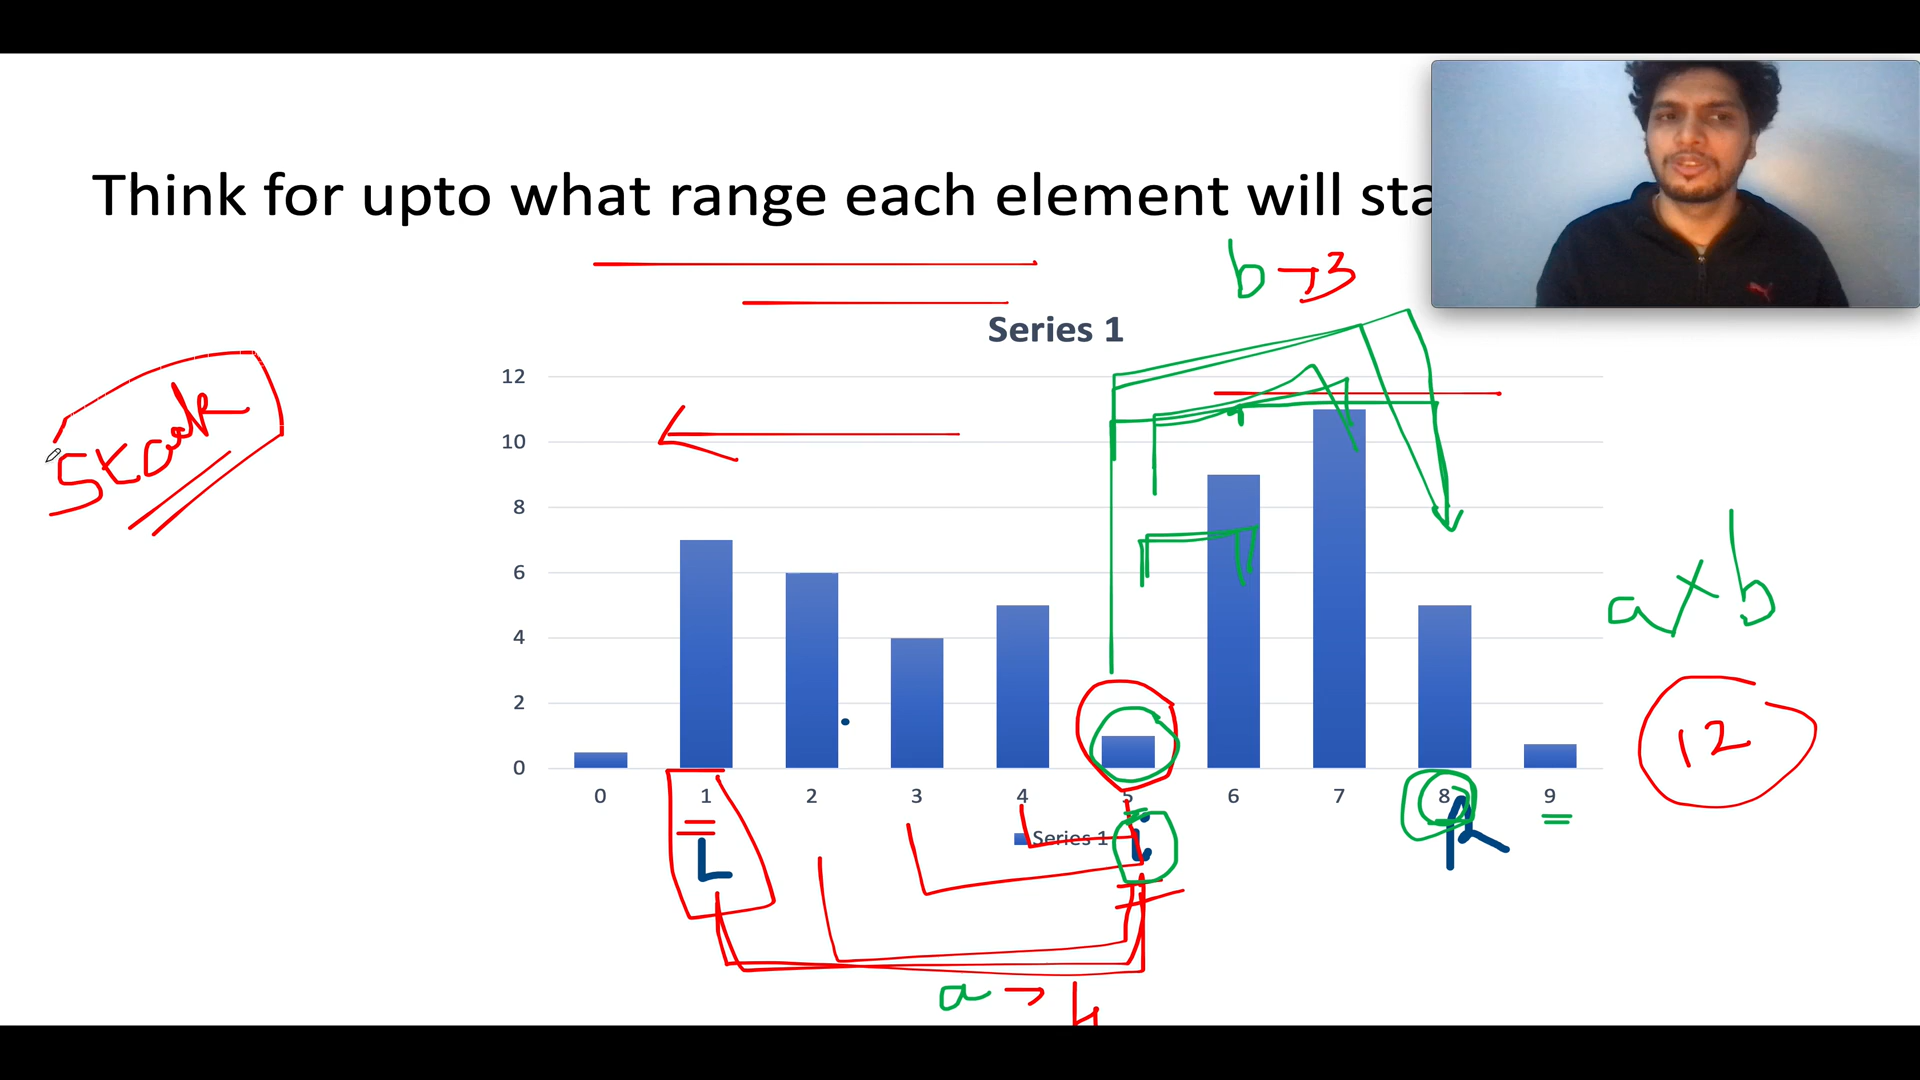 Think for upto what range each element will sta
b → 3
Series 1
12
10
8
6
4
2
0
Stack
a x b
12
0 1 2 3 4 5 6 7 8 9
Series 1
L
i
R
a → 4